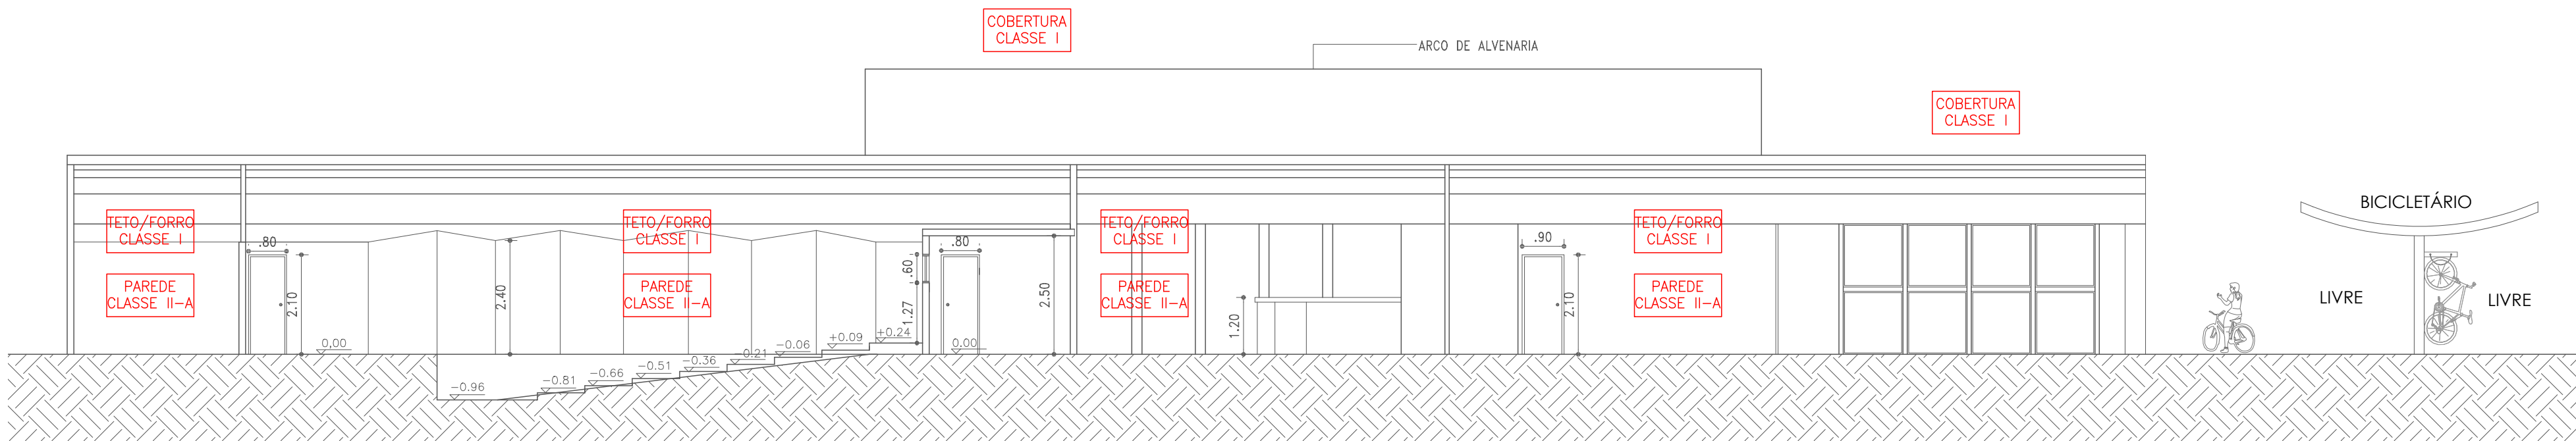 COBERTURA
CLASSE I
ARCO DE ALVENARIA
COBERTURA
CLASSE I
BICICLETÁRIO
TETO/FORRO
CLASSE I
TETO/FORRO
CLASSE I
TETO/FORRO
CLASSE I
TETO/FORRO
CLASSE I
.80
.80
.90
PAREDE
CLASSE II-A
PAREDE
CLASSE II-A
PAREDE
CLASSE II-A
PAREDE
CLASSE II-A
2.10
2.40
.60
1.27
2.50
1.20
2.10
LIVRE
LIVRE
0,00
-0.96
-0.81
-0.66
-0.51
-0.36
-0.21
-0.06
+0.09
+0.24
0.00